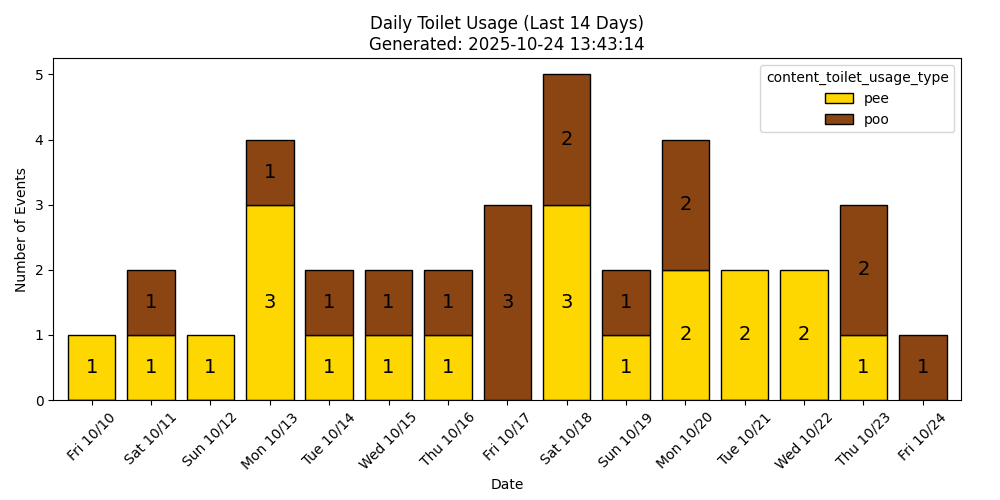 Daily Toilet Usage (Last 14 Days)
Generated: 2025-10-24 13:43:14
content_toilet_usage_type
pee
poo
Number of Events
5
4
3
2
1
0
1
1
1
1
3
1
1
1
1
1
1
1
3
3
2
1
1
2
2
2
2
1
2
1
Fri 10/10
Sat 10/11
Sun 10/12
Mon 10/13
Tue 10/14
Wed 10/15
Thu 10/16
Fri 10/17
Sat 10/18
Sun 10/19
Mon 10/20
Tue 10/21
Wed 10/22
Thu 10/23
Fri 10/24
Date